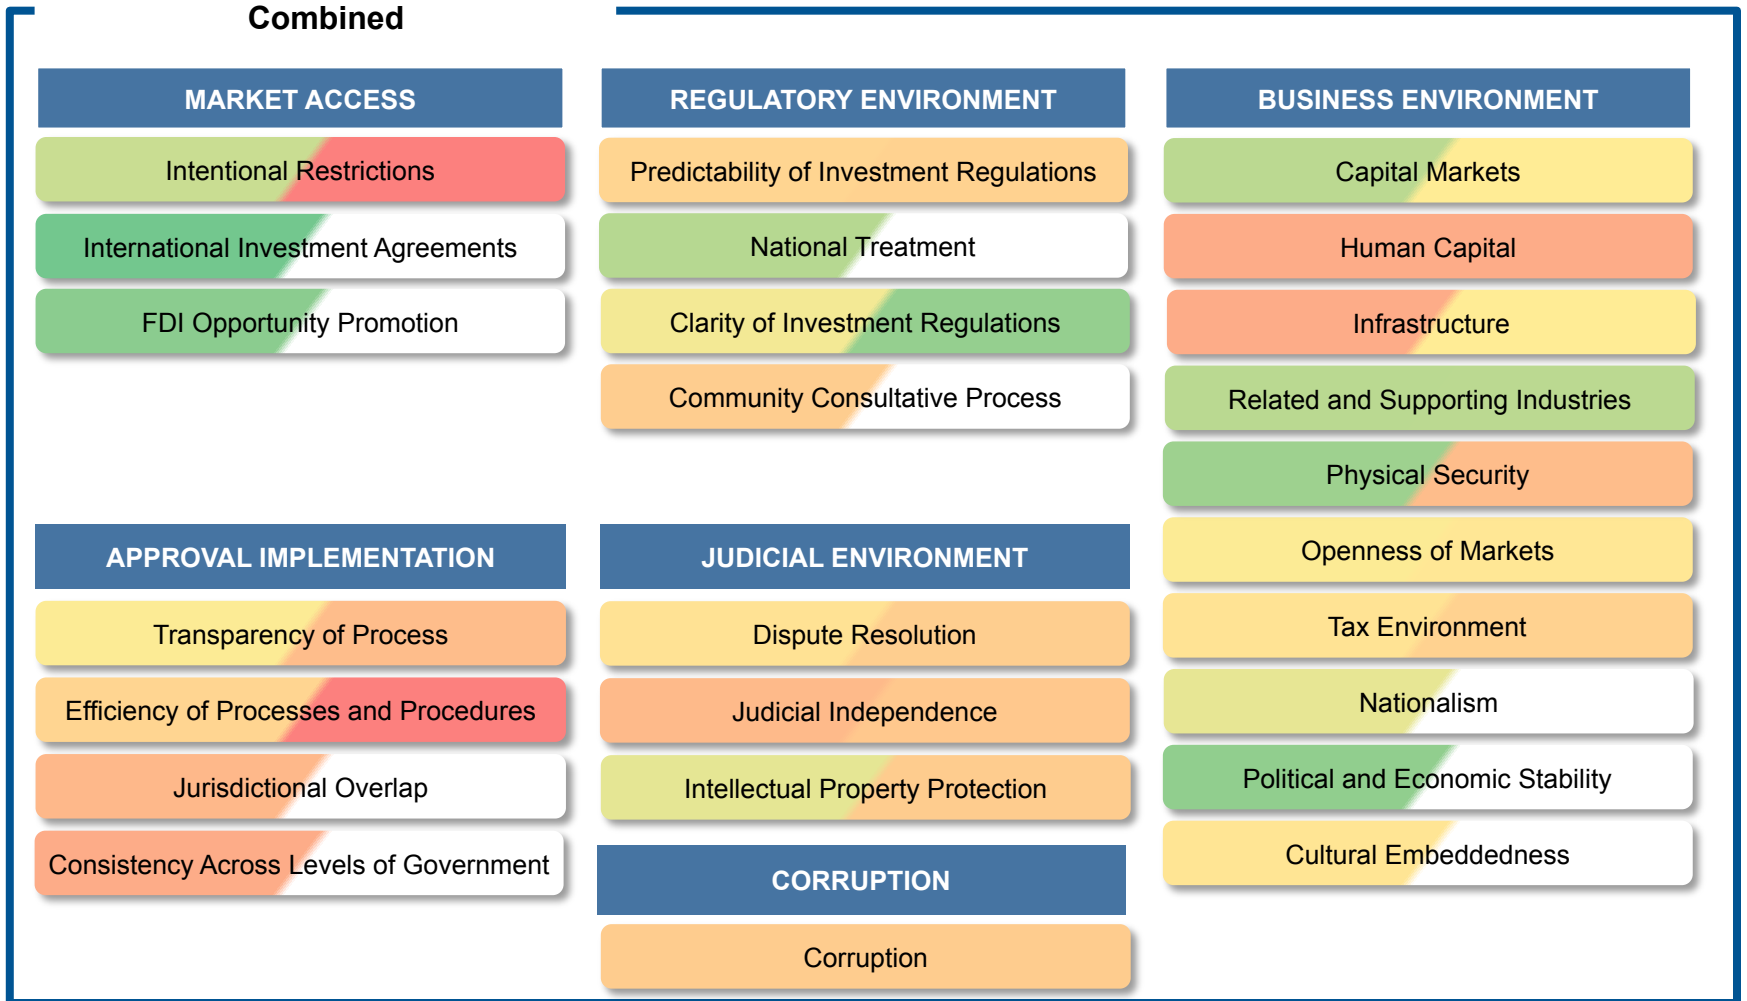 Combined
MARKET ACCESS
Intentional Restrictions
International Investment Agreements
FDI Opportunity Promotion
REGULATORY ENVIRONMENT
Predictability of Investment Regulations
National Treatment
Clarity of Investment Regulations
Community Consultative Process
BUSINESS ENVIRONMENT
Capital Markets
Human Capital
Infrastructure
Related and Supporting Industries
Physical Security
Openness of Markets
Tax Environment
Nationalism
Political and Economic Stability
Cultural Embeddedness
APPROVAL IMPLEMENTATION
Transparency of Process
Efficiency of Processes and Procedures
Jurisdictional Overlap
Consistency Across Levels of Government
JUDICIAL ENVIRONMENT
Dispute Resolution
Judicial Independence
Intellectual Property Protection
CORRUPTION
Corruption